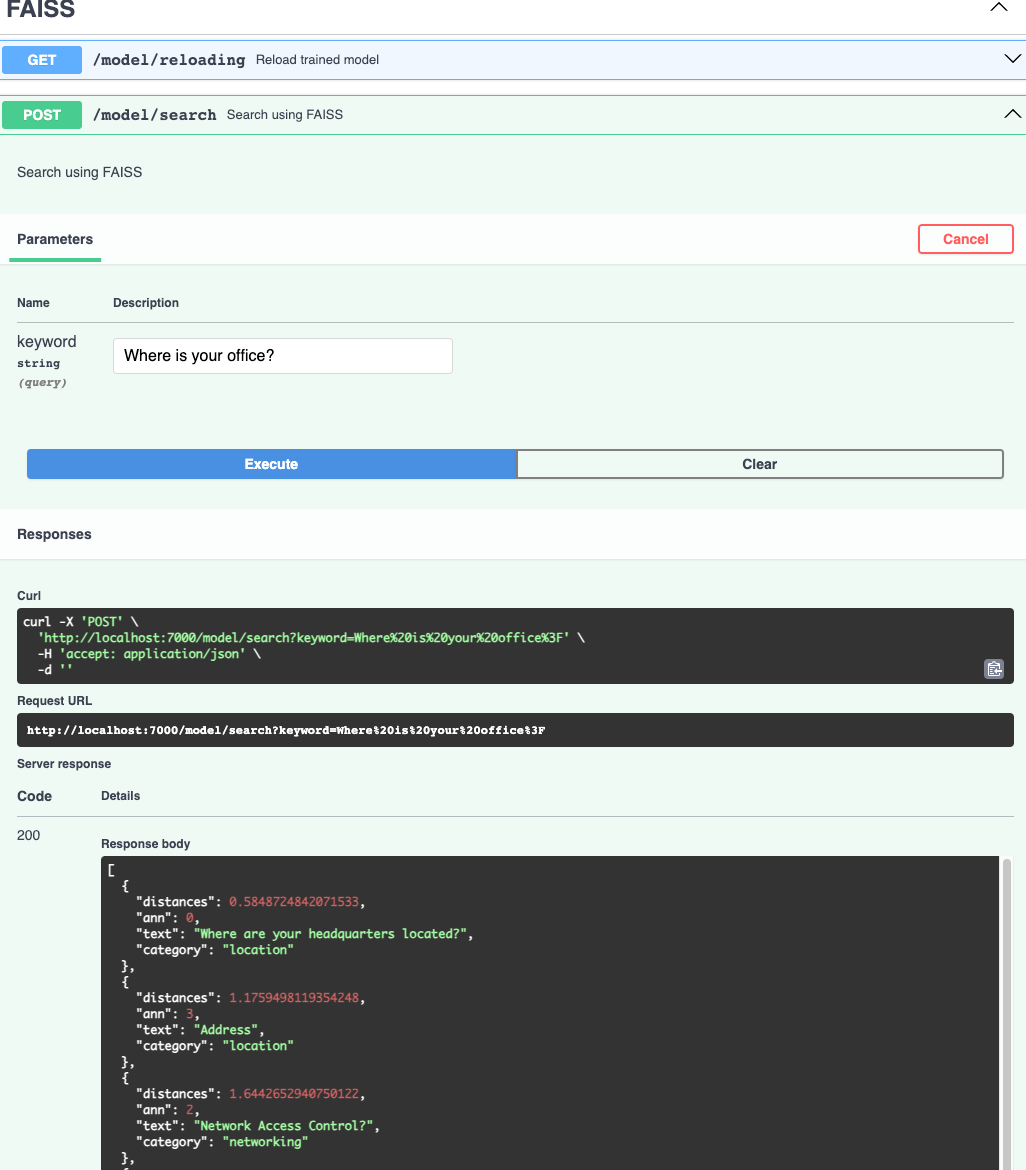 FAISS
GET /model/reloading Reload trained model
POST /model/search Search using FAISS
Search using FAISS
Parameters
Cancel
Name Description
keyword
string
(query)
Where is your office?
Execute Clear
Responses
Curl
curl -X 'POST' \
  'http://localhost:7000/model/search?keyword=Where%20is%20your%20office%3F' \
  -H 'accept: application/json' \
  -d ''
Request URL
http://localhost:7000/model/search?keyword=Where%20is%20your%20office%3F
Server response
Code Details
200
Response body
[
  {
    "distances": 0.5848724842071533,
    "ann": 0,
    "text": "Where are your headquarters located?",
    "category": "location"
  },
  {
    "distances": 1.1759498119354248,
    "ann": 3,
    "text": "Address",
    "category": "location"
  },
  {
    "distances": 1.6442652940750122,
    "ann": 2,
    "text": "Network Access Control?",
    "category": "networking"
  },